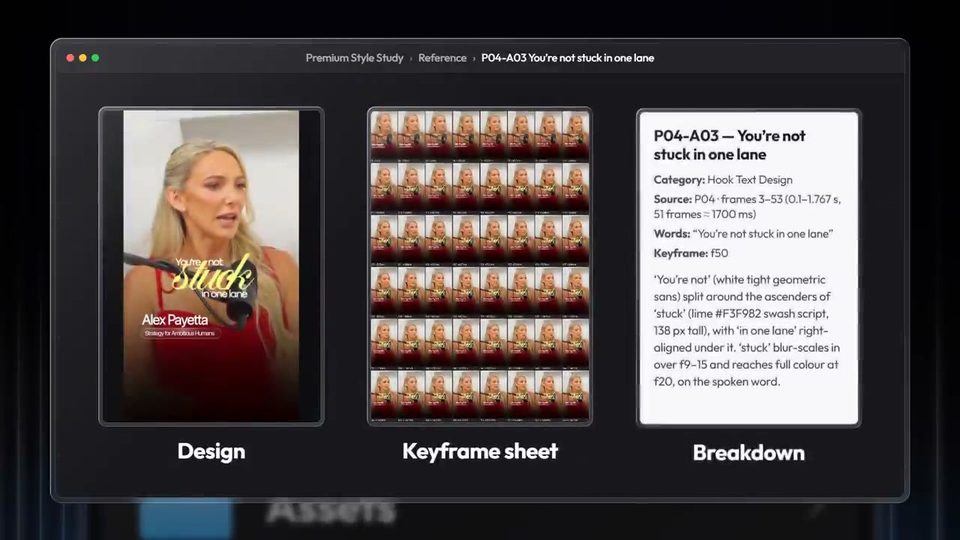 Premium Style Study › Reference › P04-A03 You're not stuck in one lane
You're not
stuck
in one lane
Alex Payetta
Strategy for Ambitious Humans
P04-A03 — You're not
stuck in one lane
Category: Hook Text Design
Source: P04 · frames 3–53 (0.1–1.767 s,
51 frames ≈ 1700 ms)
Words: “You're not stuck in one lane”
Keyframe: f50
‘You're not’ (white tight geometric
sans) split around the ascenders of
‘stuck’ (lime #F3F982 swash script,
138 px tall), with ‘in one lane’ right-
aligned under it. ‘stuck’ blur-scales in
over f9–15 and reaches full colour at
f20, on the spoken word.
Design
Keyframe sheet
Breakdown
Assets